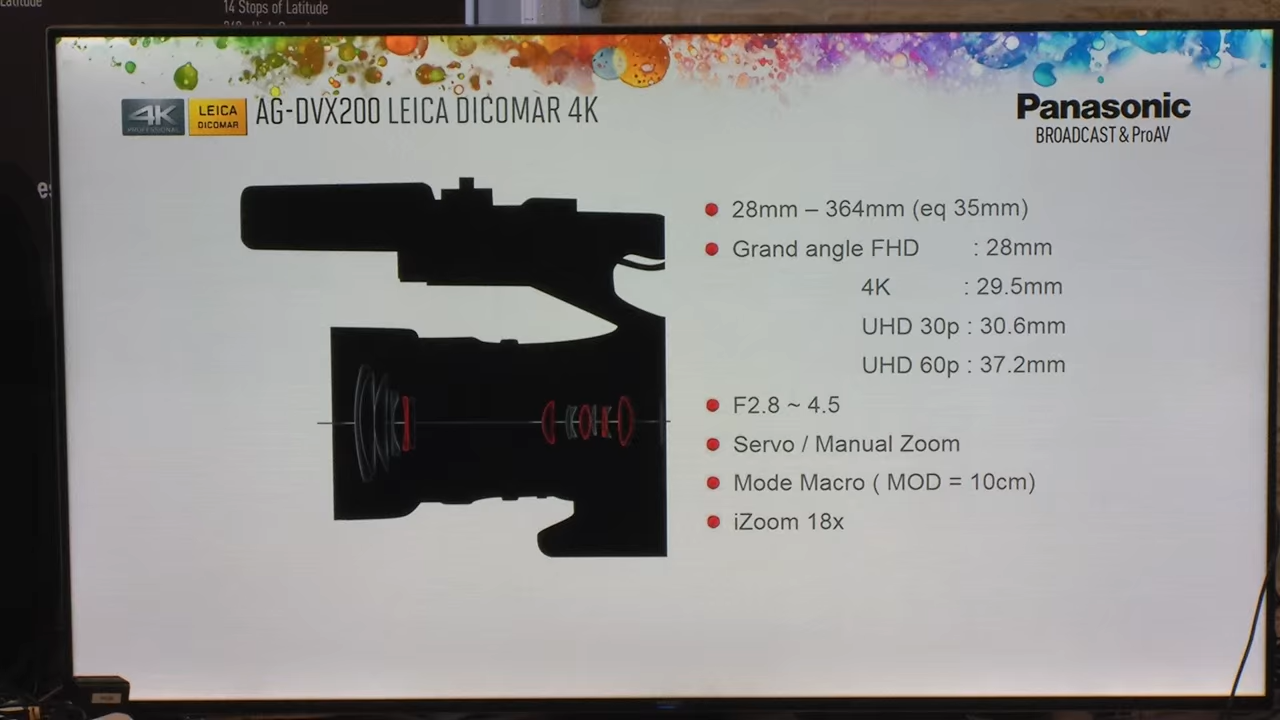 Latitude
14 Stops of Latitude
4K
PROFESSIONAL
LEICA
DICOMAR
AG-DVX200 LEICA DICOMAR 4K
Panasonic
BROADCAST & ProAV
28mm – 364mm (eq 35mm)
Grand angle FHD : 28mm
4K : 29.5mm
UHD 30p : 30.6mm
UHD 60p : 37.2mm
F2.8 ~ 4.5
Servo / Manual Zoom
Mode Macro ( MOD = 10cm)
iZoom 18x